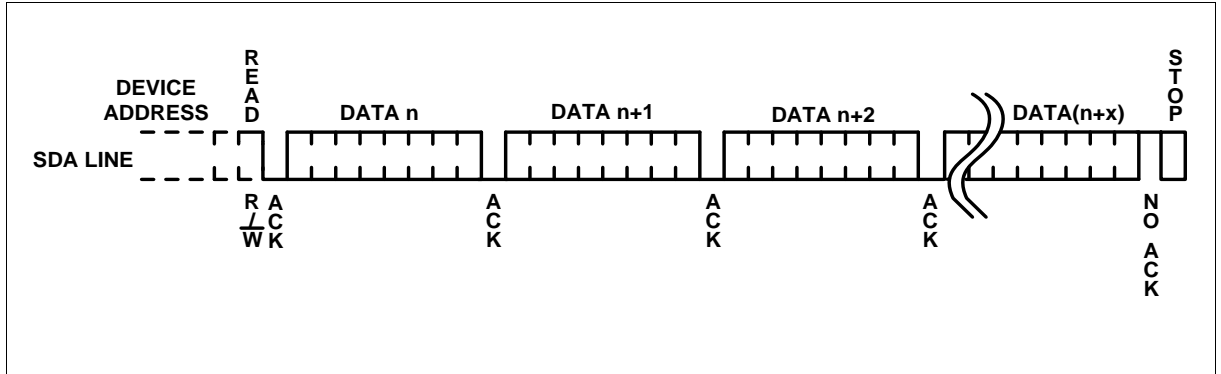 DEVICE
ADDRESS
READ
DATA n
DATA n+1
DATA n+2
DATA(n+x)
STOP
SDA LINE
R/W
ACK
ACK
ACK
ACK
NO ACK